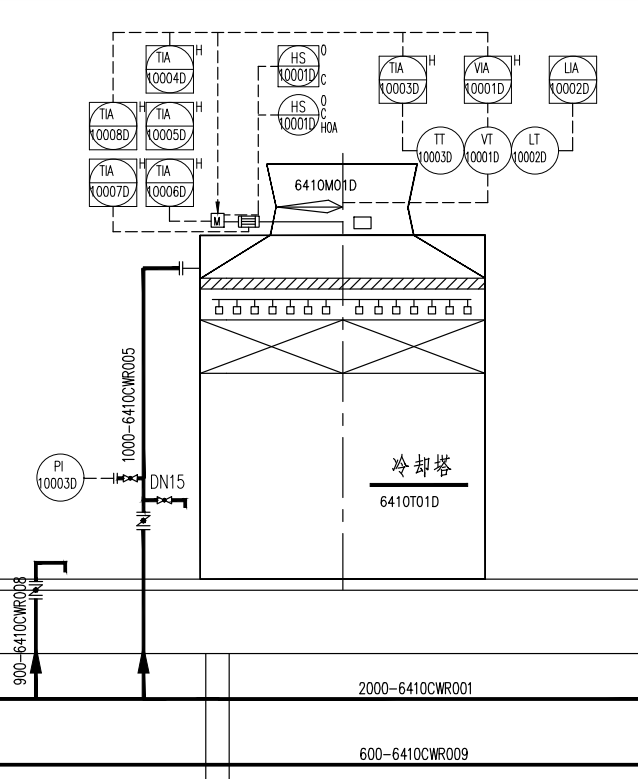 TIA
10004D
H
HS
10001D
O
C
TIA
10003D
H
VIA
10001D
H
LIA
10002D
TIA
10008D
H
TIA
10005D
H
HS
10001D
O
C
HOA
TT
10003D
VT
10001D
LT
10002D
TIA
10007D
H
TIA
10006D
H
6410M01D
M
1000-6410CWR005
冷却塔
6410T01D
PI
10003D
DN15
900-6410CWR008
2000-6410CWR001
600-6410CWR009